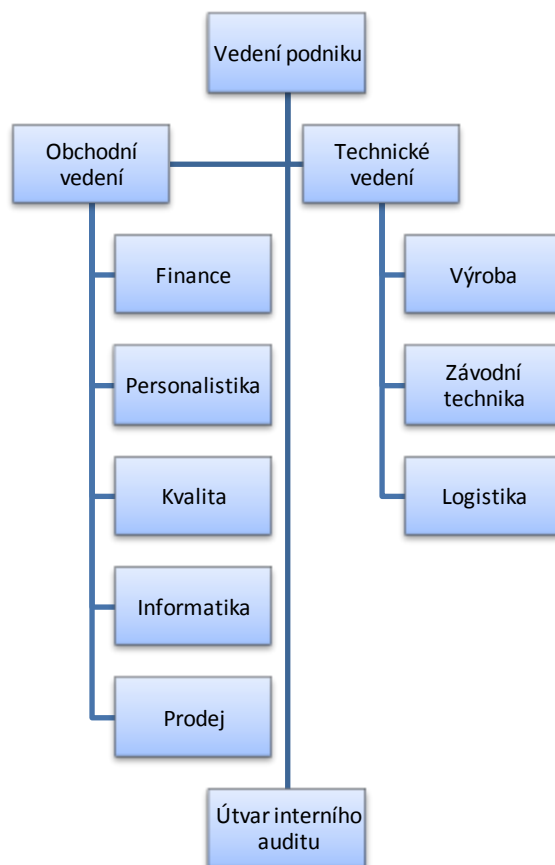 Vedení podniku
Obchodní
vedení
Technické
vedení
Finance
Personalistika
Kvalita
Informatika
Prodej
Výroba
Závodní
technika
Logistika
Útvar interního
auditu